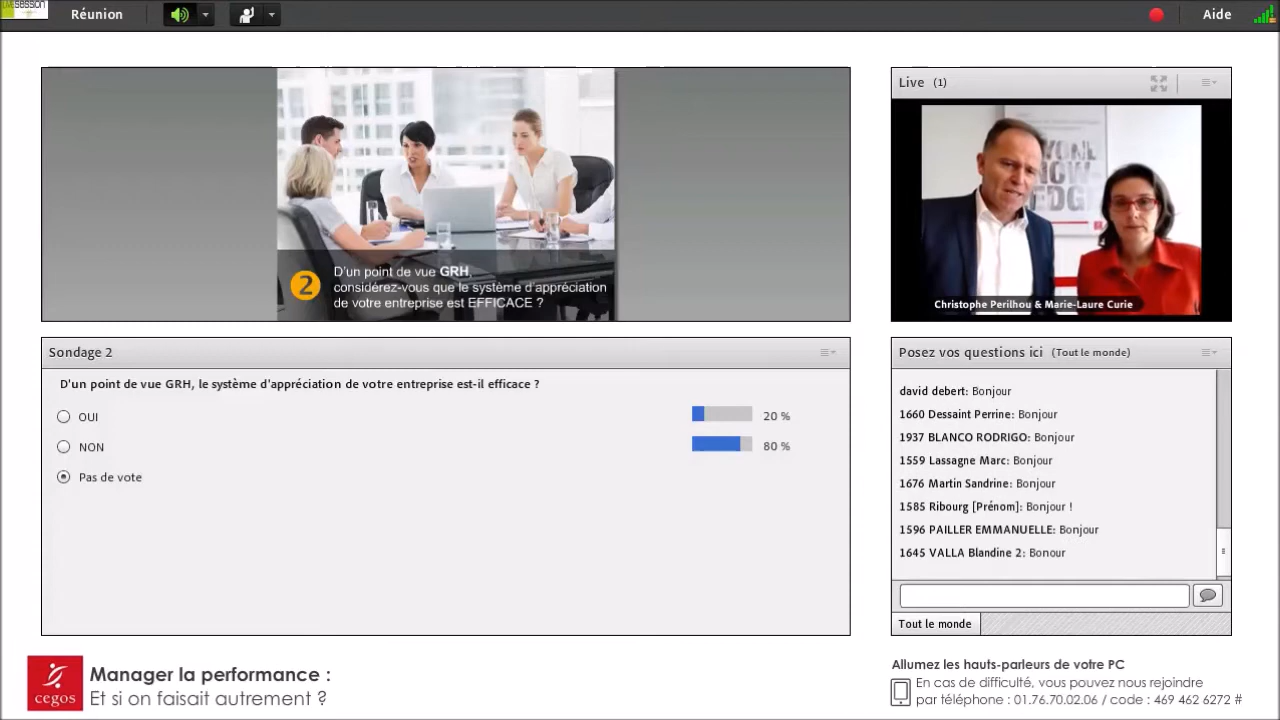 Réunion
Aide
2
D'un point de vue GRH,
considérez-vous que le système d'appréciation
de votre entreprise est EFFICACE ?
Live (1)
Christophe Perilhou & Marie-Laure Curie
Sondage 2
D'un point de vue GRH, le système d'appréciation de votre entreprise est-il efficace ?
OUI 20 %
NON 80 %
Pas de vote
Posez vos questions ici (Tout le monde)
david debert: Bonjour
1660 Dessaint Perrine: Bonjour
1937 BLANCO RODRIGO: Bonjour
1559 Lassagne Marc: Bonjour
1676 Martin Sandrine: Bonjour
1585 Ribourg [Prénom]: Bonjour !
1596 PAILLER EMMANUELLE: Bonjour
1645 VALLA Blandine 2: Bonour
Tout le monde
cegos
Manager la performance :
Et si on faisait autrement ?
Allumez les hauts-parleurs de votre PC
En cas de difficulté, vous pouvez nous rejoindre
par téléphone : 01.76.70.02.06 / code : 469 462 6272 #